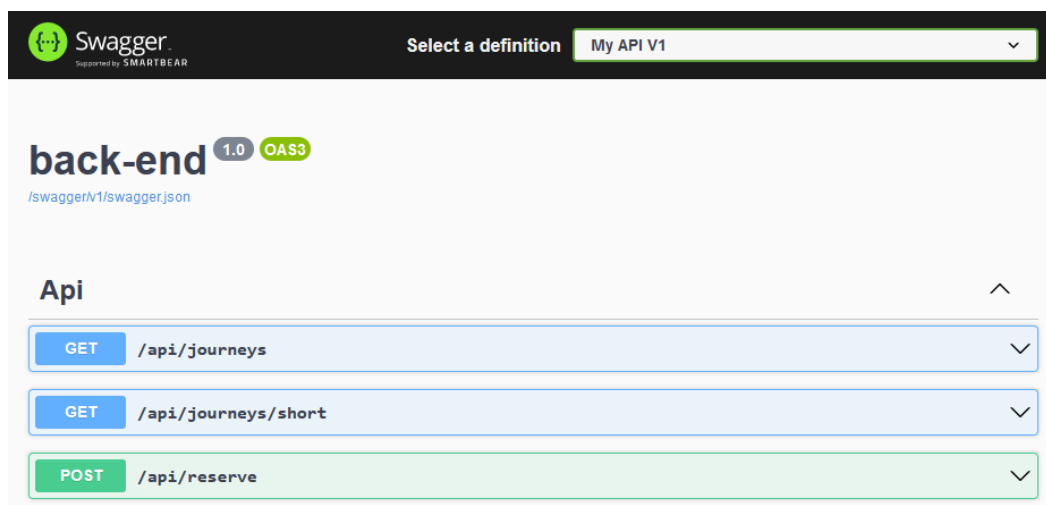 {···} Swagger.
Supported by SMARTBEAR
Select a definition My API V1
back-end 1.0 OAS3
/swagger/v1/swagger.json
Api
GET /api/journeys
GET /api/journeys/short
POST /api/reserve